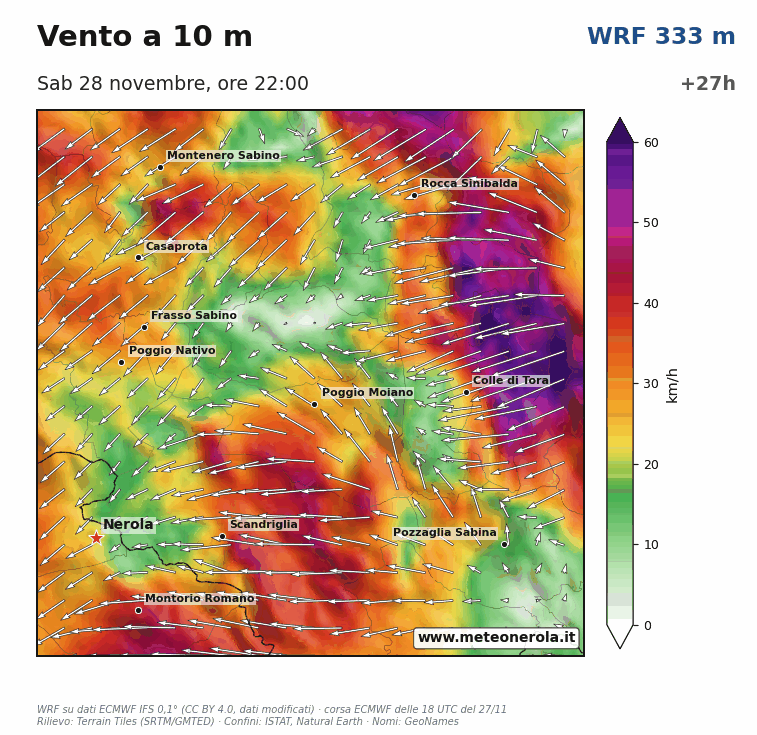 Vento a 10 m
WRF 333 m
Sab 28 novembre, ore 22:00
+27h
Montenero Sabino
Rocca Sinibalda
Casaprota
Frasso Sabino
Poggio Nativo
Colle di Tora
Poggio Moiano
Nerola
Scandriglia
Pozzaglia Sabina
Montorio Romano
www.meteonerola.it
60
50
40
30
20
10
0
km/h
WRF su dati ECMWF IFS 0,1° (CC BY 4.0, dati modificati) · corsa ECMWF delle 18 UTC del 27/11
Rilievo: Terrain Tiles (SRTM/GMTED) · Confini: ISTAT, Natural Earth · Nomi: GeoNames